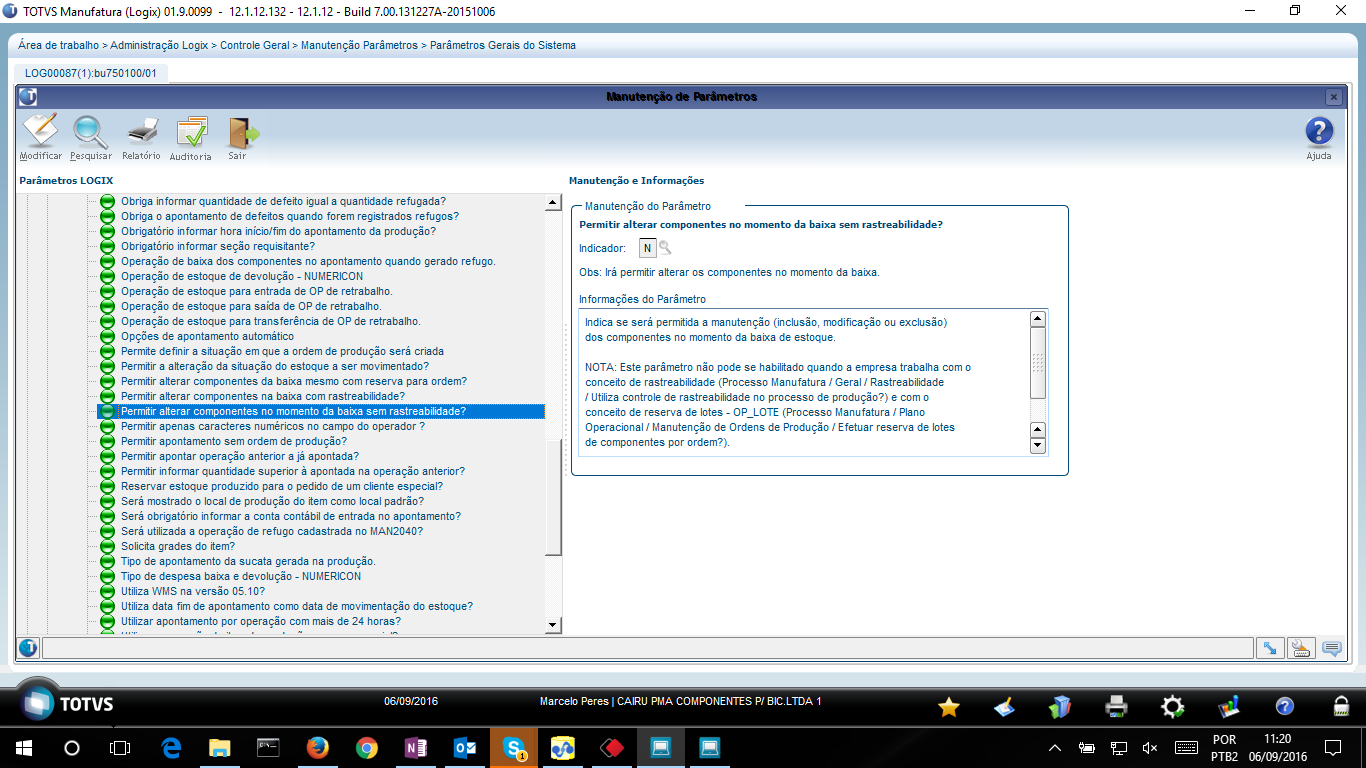 TOTVS Manufatura (Logix) 01.9.0099 - 12.1.12.132 - 12.1.12 - Build 7.00.131227A-20151006
Área de trabalho > Administração Logix > Controle Geral > Manutenção Parâmetros > Parâmetros Gerais do Sistema
LOG00087(1):bu750100/01
Manutenção de Parâmetros
Modificar Pesquisar Relatório Auditoria Sair Ajuda
Parâmetros LOGIX
Obriga informar quantidade de defeito igual a quantidade refugada?
Obriga o apontamento de defeitos quando forem registrados refugos?
Obrigatório informar hora início/fim do apontamento da produção?
Obrigatório informar seção requisitante?
Operação de baixa dos componentes no apontamento quando gerado refugo.
Operação de estoque de devolução - NUMERICON
Operação de estoque para entrada de OP de retrabalho.
Operação de estoque para saída de OP de retrabalho.
Operação de estoque para transferência de OP de retrabalho.
Opções de apontamento automático
Permite definir a situação em que a ordem de produção será criada
Permitir a alteração da situação do estoque a ser movimentado?
Permitir alterar componentes da baixa mesmo com reserva para ordem?
Permitir alterar componentes na baixa com rastreabilidade?
Permitir alterar componentes no momento da baixa sem rastreabilidade?
Permitir apenas caracteres numéricos no campo do operador ?
Permitir apontamento sem ordem de produção?
Permitir apontar operação anterior a já apontada?
Permitir informar quantidade superior à apontada na operação anterior?
Reservar estoque produzido para o pedido de um cliente especial?
Será mostrado o local de produção do item como local padrão?
Será obrigatório informar a conta contábil de entrada no apontamento?
Será utilizada a operação de refugo cadastrada no MAN2040?
Solicita grades do item?
Tipo de apontamento da sucata gerada na produção.
Tipo de despesa baixa e devolução - NUMERICON
Utiliza WMS na versão 05.10?
Utiliza data fim de apontamento como data de movimentação do estoque?
Utilizar apontamento por operação com mais de 24 horas?
Manutenção e Informações
Manutenção do Parâmetro
Permitir alterar componentes no momento da baixa sem rastreabilidade?
Indicador: N
Obs: Irá permitir alterar os componentes no momento da baixa.
Informações do Parâmetro
Indica se será permitida a manutenção (inclusão, modificação ou exclusão)
dos componentes no momento da baixa de estoque.
NOTA: Este parâmetro não pode se habilitado quando a empresa trabalha com o
conceito de rastreabilidade (Processo Manufatura / Geral / Rastreabilidade
/ Utiliza controle de rastreabilidade no processo de produção?) e com o
conceito de reserva de lotes - OP_LOTE (Processo Manufatura / Plano
Operacional / Manutenção de Ordens de Produção / Efetuar reserva de lotes
de componentes por ordem?).
TOTVS 06/09/2016 Marcelo Peres | CAIRU PMA COMPONENTES P/ BIC.LTDA 1
POR 11:20
PTB2 06/09/2016